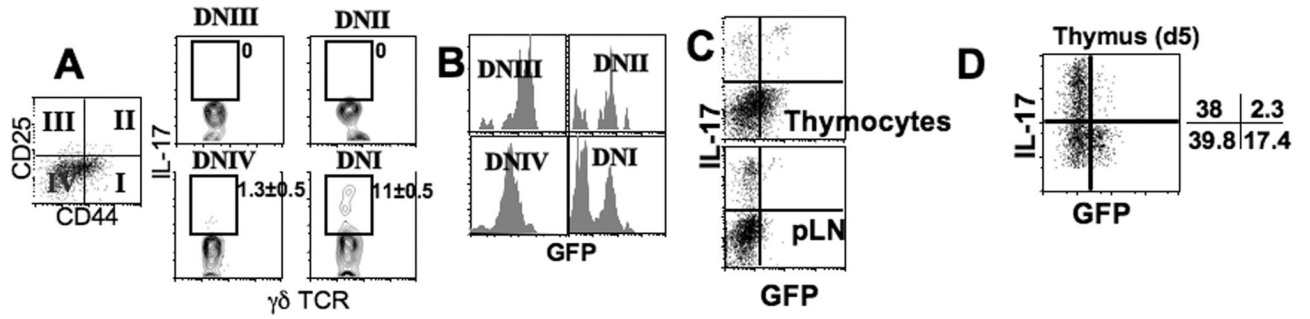 A
CD25
III
II
IV
I
CD44
IL-17
DNIII
0
DNII
0
DNIV
1.3±0.5
DNI
11±0.5
γδ TCR
B
DNIII
DNII
DNIV
DNI
GFP
C
IL-17
Thymocytes
pLN
GFP
D
Thymus (d5)
IL-17
GFP
38 2.3
39.8 17.4